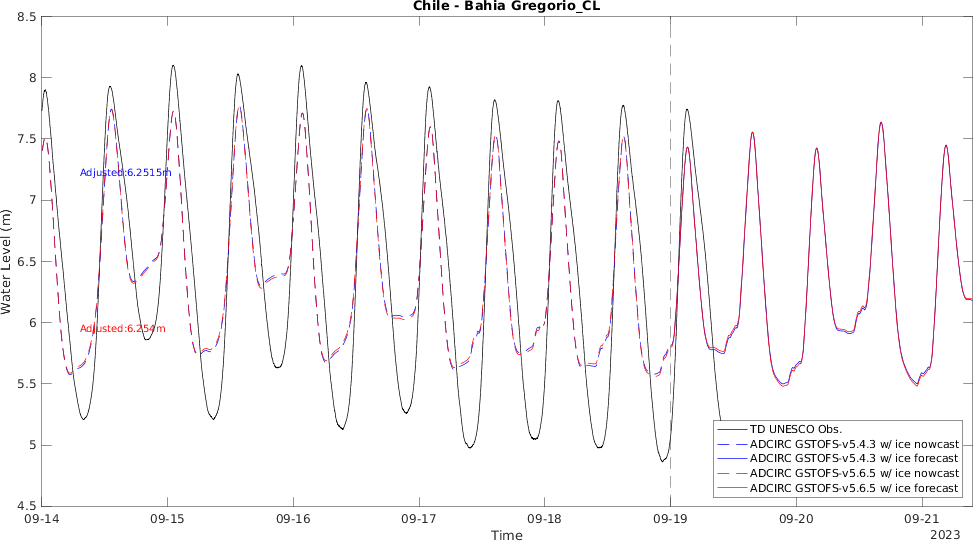 Chile - Bahia Gregorio_CL
8.5
8
7.5
7
6.5
6
5.5
5
4.5
Water Level (m)
Adjusted:6.2515m
Adjusted:6.254m
TD UNESCO Obs.
ADCIRC GSTOFS-v5.4.3 w/ ice nowcast
ADCIRC GSTOFS-v5.4.3 w/ ice forecast
ADCIRC GSTOFS-v5.6.5 w/ ice nowcast
ADCIRC GSTOFS-v5.6.5 w/ ice forecast
09-14 09-15 09-16 09-17 09-18 09-19 09-20 09-21
Time
2023